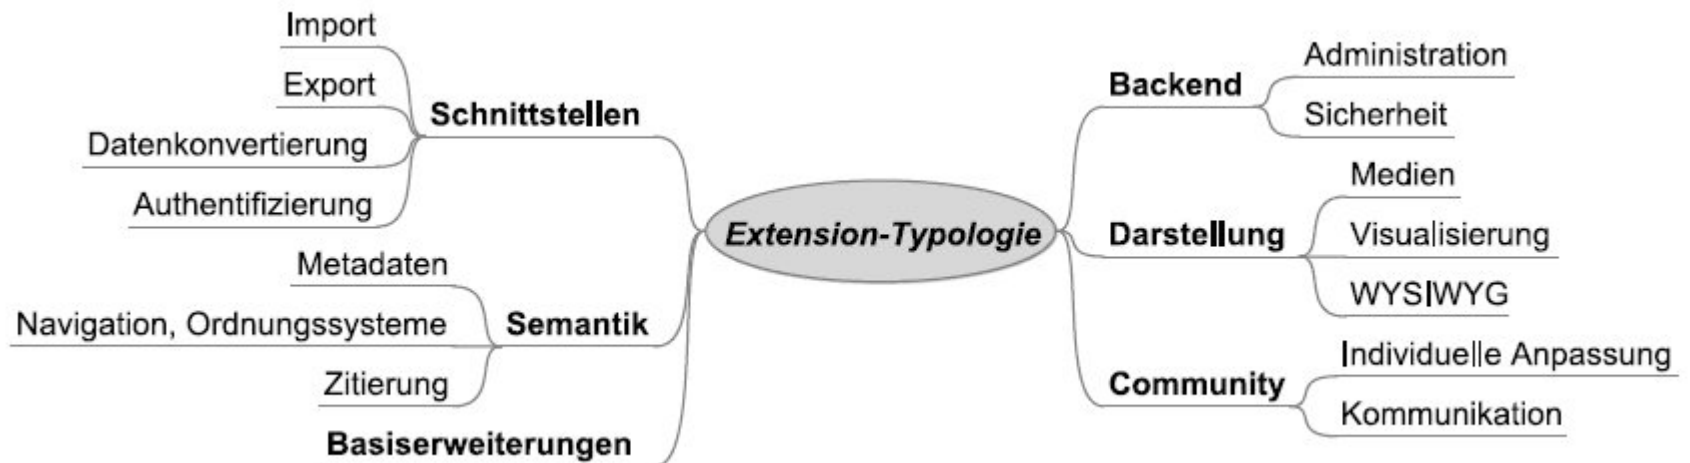 Import
Export
Schnittstellen
Datenkonvertierung
Authentifizierung
Metadaten
Navigation, Ordnungssysteme
Semantik
Zitierung
Basiserweiterungen
Extension-Typologie
Backend
Administration
Sicherheit
Medien
Darstellung
Visualisierung
WYSIWYG
Individuelle Anpassung
Community
Kommunikation